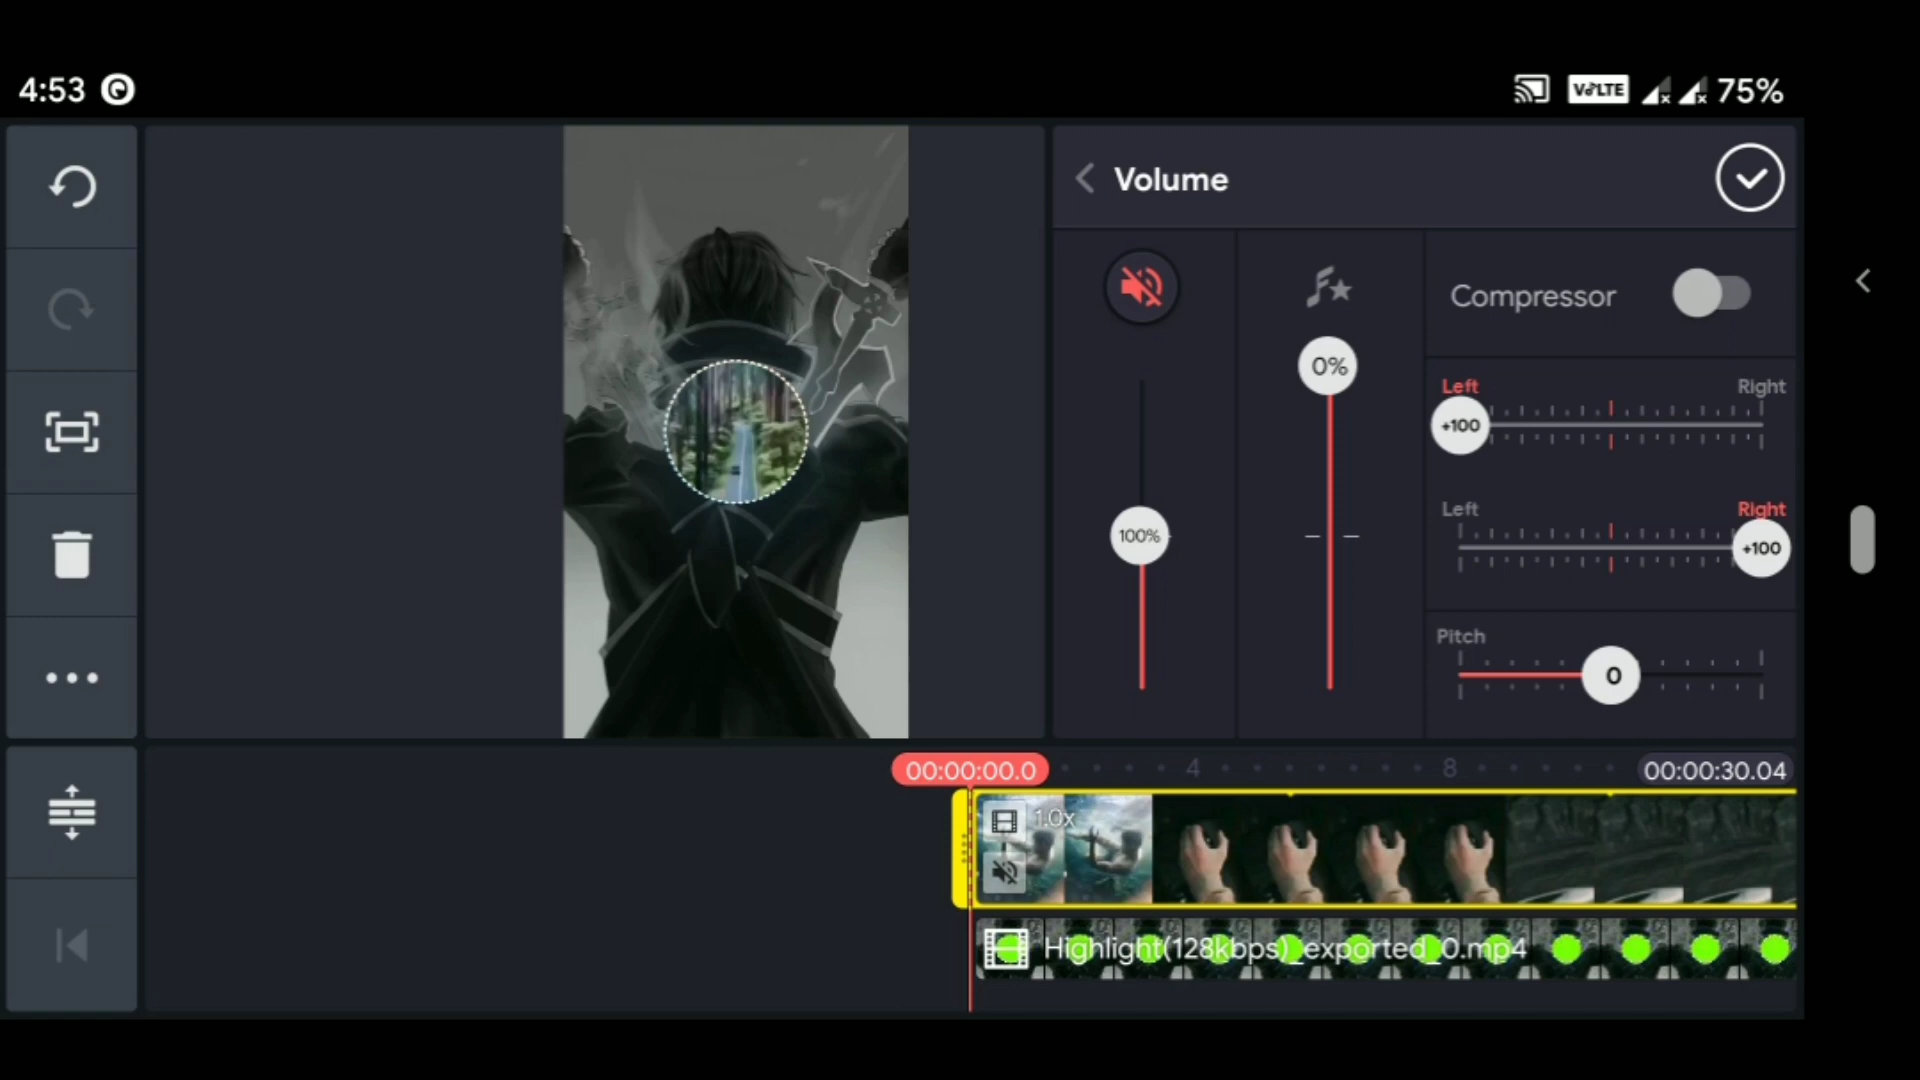 4:53
VoLTE 75%
Volume
Compressor
0%
100%
Left Right
+100
Left Right
+100
Pitch
0
00:00:00.0 4 8 00:00:30.04
1.0x
Highlight(128kbps)_exported_0.mp4